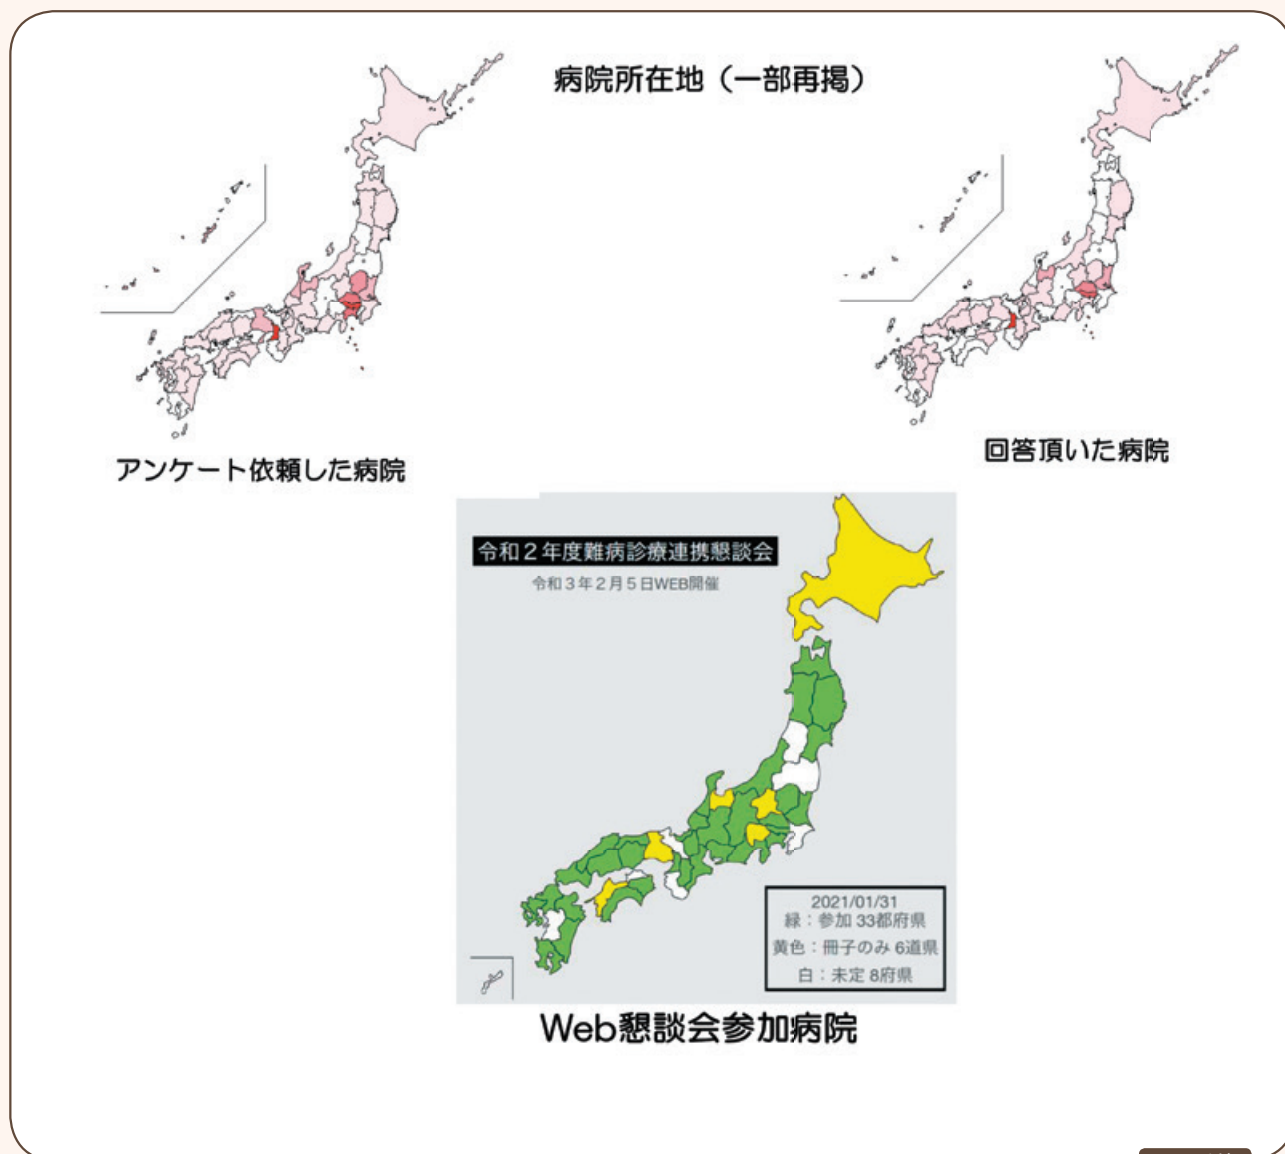 病院所在地（一部再掲）
アンケート依頼した病院
回答頂いた病院
令和２年度難病診療連携懇談会
令和３年２月５日WEB開催
2021/01/31
緑：参加 33都府県
黄色：冊子のみ 6道県
白：未定 8府県
Web懇談会参加病院